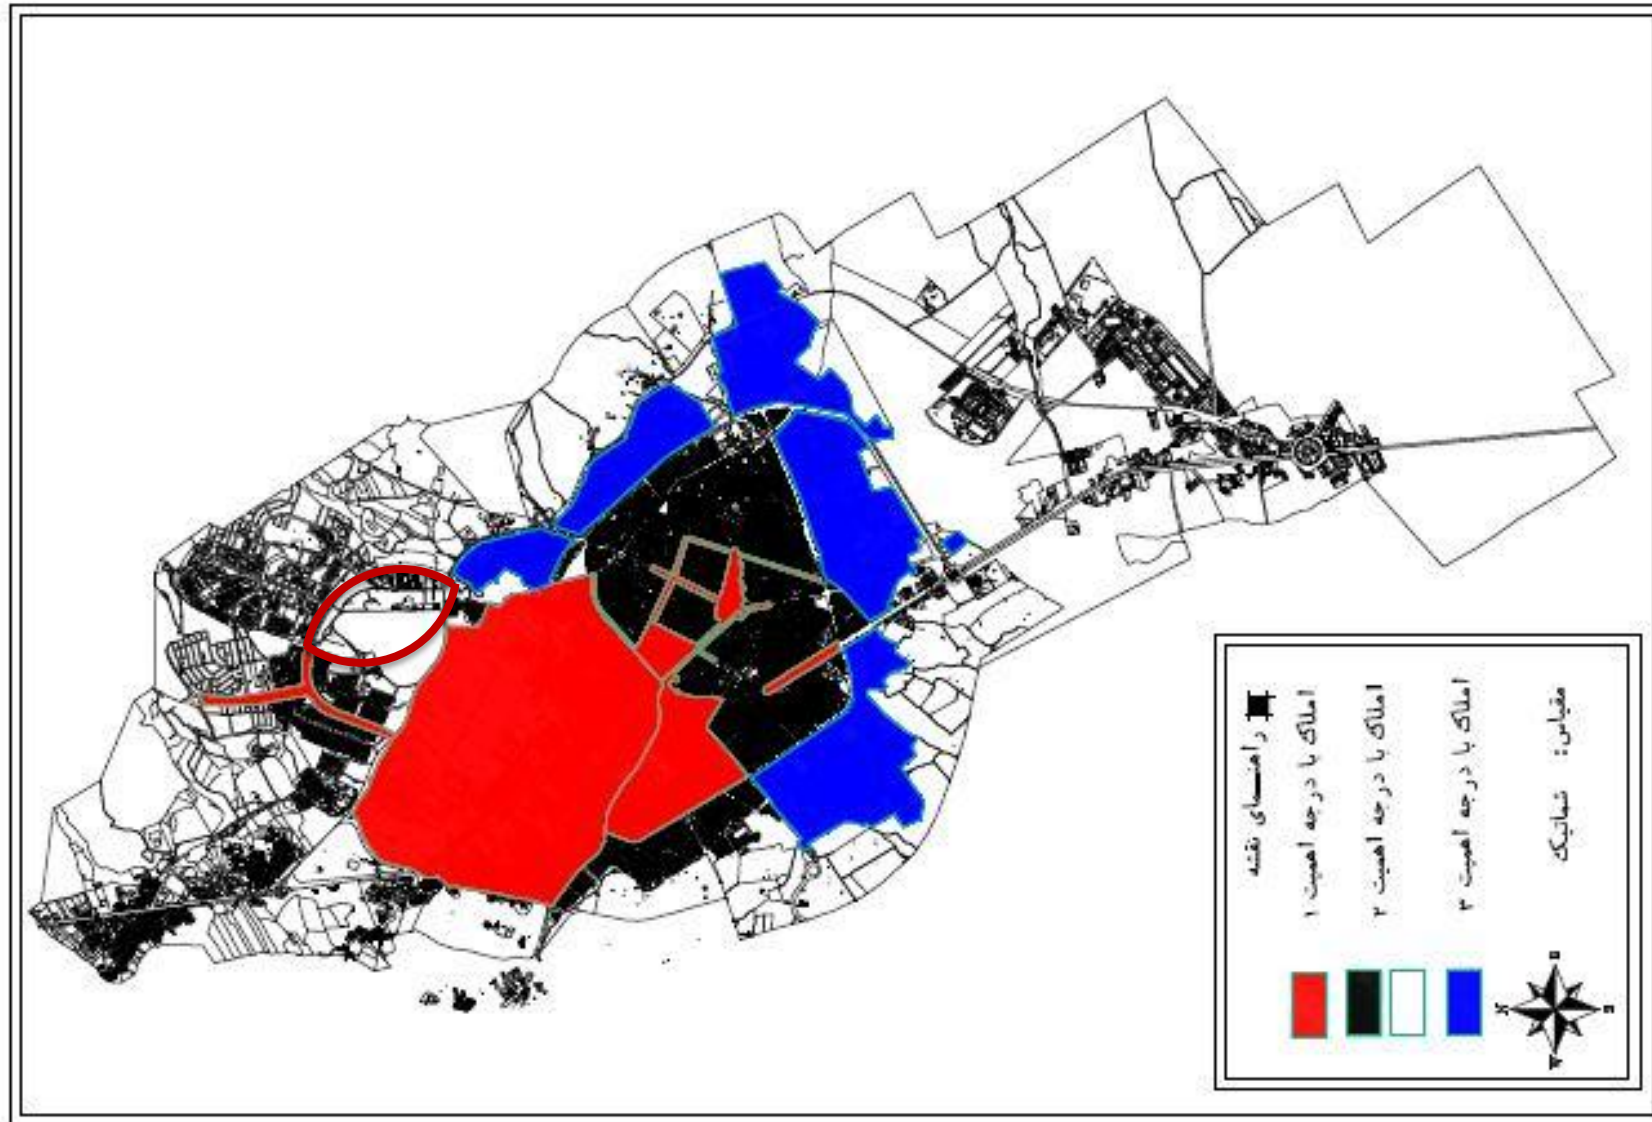 راهنمای نقشه
املاک با درجه اهمیت ۱
املاک با درجه اهمیت ۲
املاک با درجه اهمیت ۳
مقیاس: شماتیک
N
E
S
W